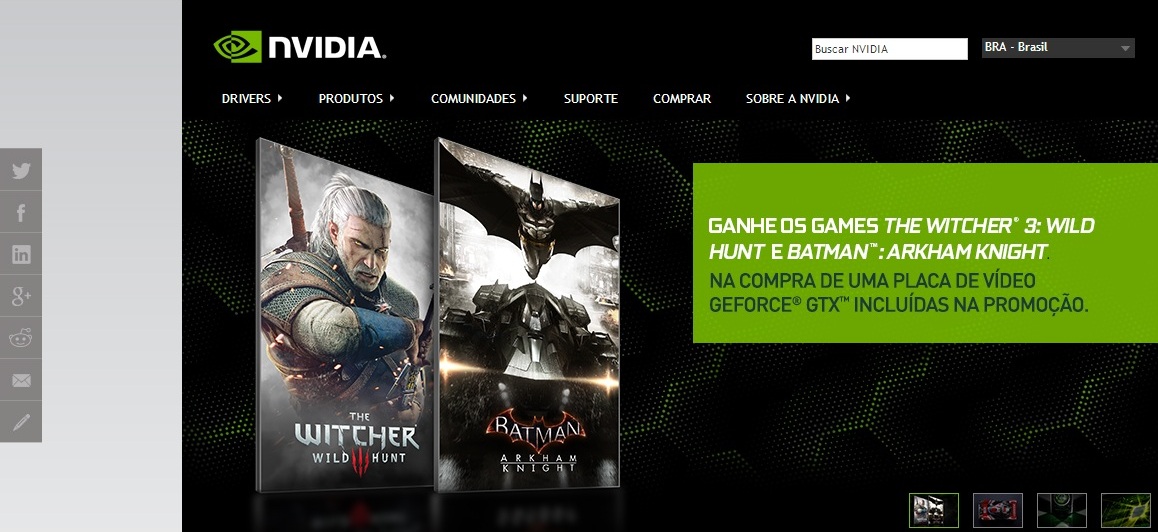 NVIDIA.
Buscar NVIDIA
BRA - Brasil
DRIVERS
PRODUTOS
COMUNIDADES
SUPORTE
COMPRAR
SOBRE A NVIDIA
THE
WITCHER
WILD III HUNT
BATMAN
ARKHAM
KNIGHT
GANHE OS GAMES THE WITCHER® 3: WILD
HUNT E BATMAN™: ARKHAM KNIGHT.
NA COMPRA DE UMA PLACA DE VÍDEO
GEFORCE® GTX™ INCLUÍDAS NA PROMOÇÃO.